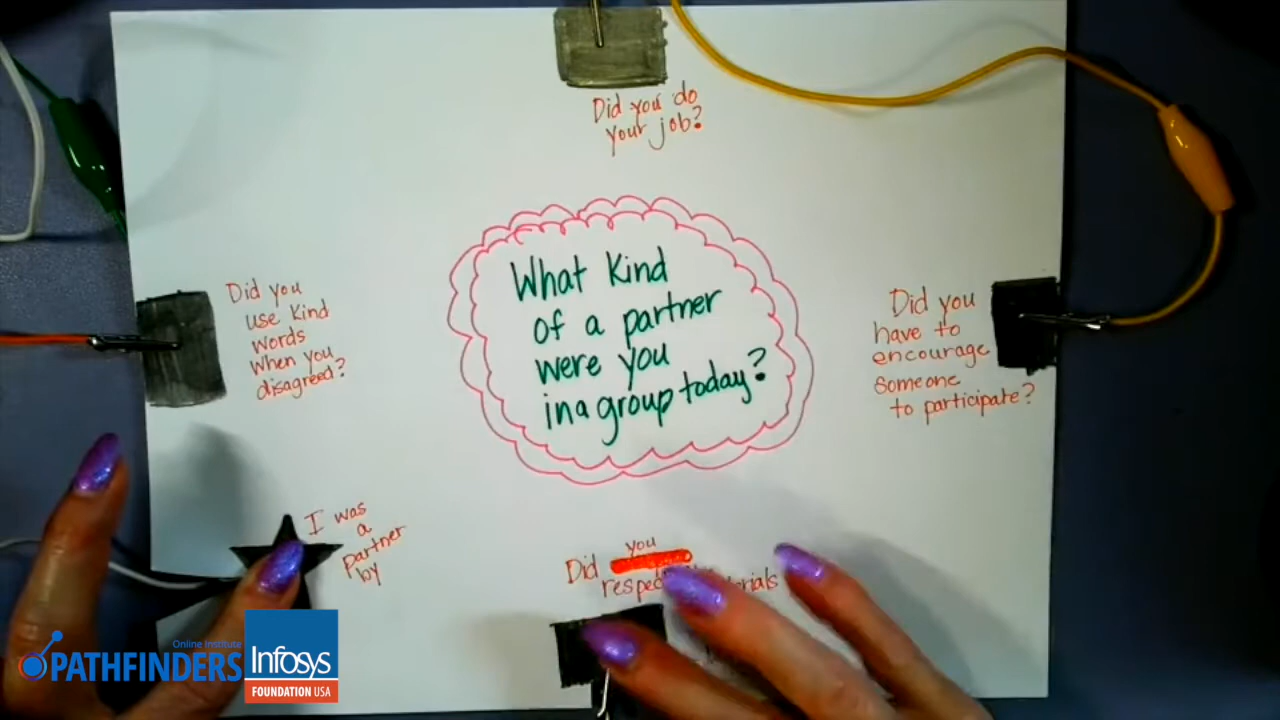 Did you do
your job?
What Kind
of a partner
were you
in a group today?
Did you
use kind
words
when you
disagreed?
Did you
have to
encourage
someone
to participate?
I was
a
partner
by
you
Did
Online Institute
PATHFINDERS
Infosys
FOUNDATION USA